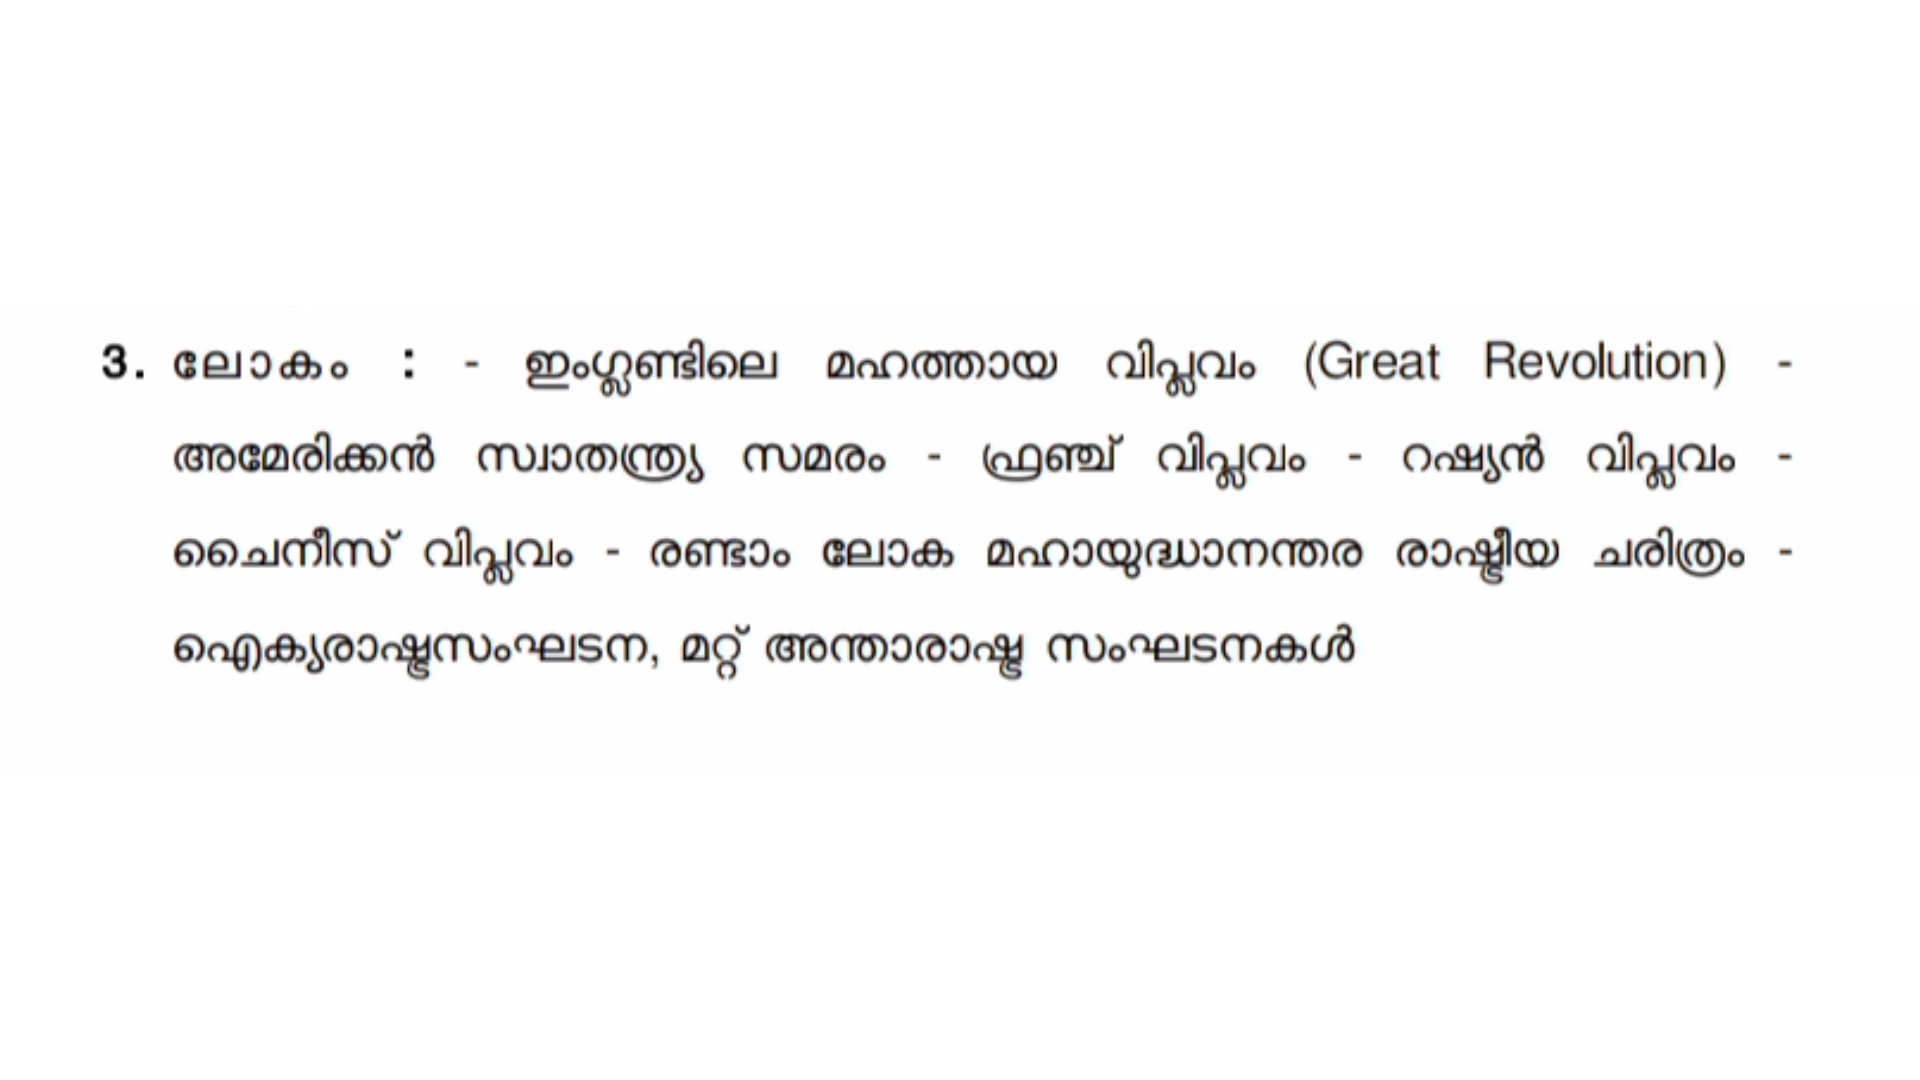 3. ലോകം : - ഇംഗ്ലണ്ടിലെ മഹത്തായ വിപ്ലവം (Great Revolution) -
അമേരിക്കൻ സ്വാതന്ത്ര്യ സമരം - ഫ്രഞ്ച് വിപ്ലവം - റഷ്യൻ വിപ്ലവം -
ചൈനീസ് വിപ്ലവം - രണ്ടാം ലോക മഹായുദ്ധാനന്തര രാഷ്ട്രീയ ചരിത്രം -
ഐക്യരാഷ്ട്രസംഘടന, മറ്റ് അന്താരാഷ്ട്ര സംഘടനകൾ